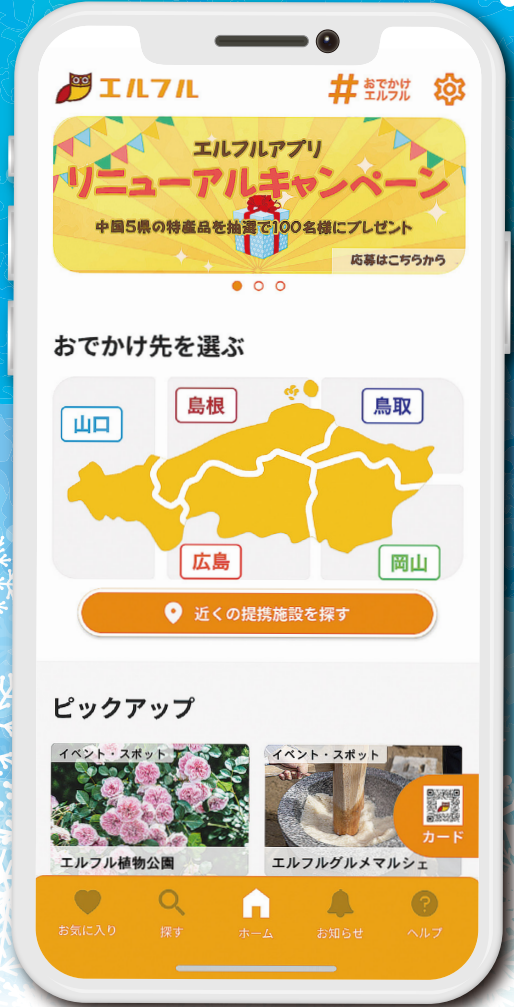 エルフル
# おでかけ
エルフル
エルフルアプリ
リニューアルキャンペーン
中国5県の特産品を抽選で100名様にプレゼント
応募はこちらから
おでかけ先を選ぶ
島根
鳥取
山口
広島
岡山
近くの提携施設を探す
ピックアップ
イベント・スポット
イベント・スポット
エルフル植物公園
エルフルグルメマルシェ
カード
お気に入り
探す
ホーム
お知らせ
?
ヘルプ